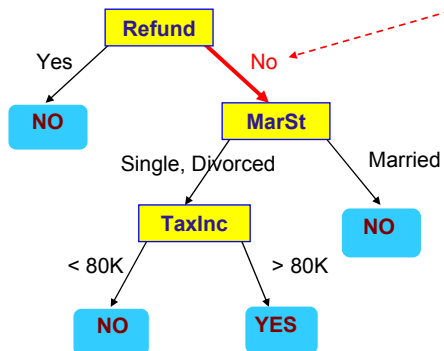 Refund
Yes
No
NO
MarSt
Single, Divorced
Married
TaxInc
NO
< 80K
> 80K
NO
YES